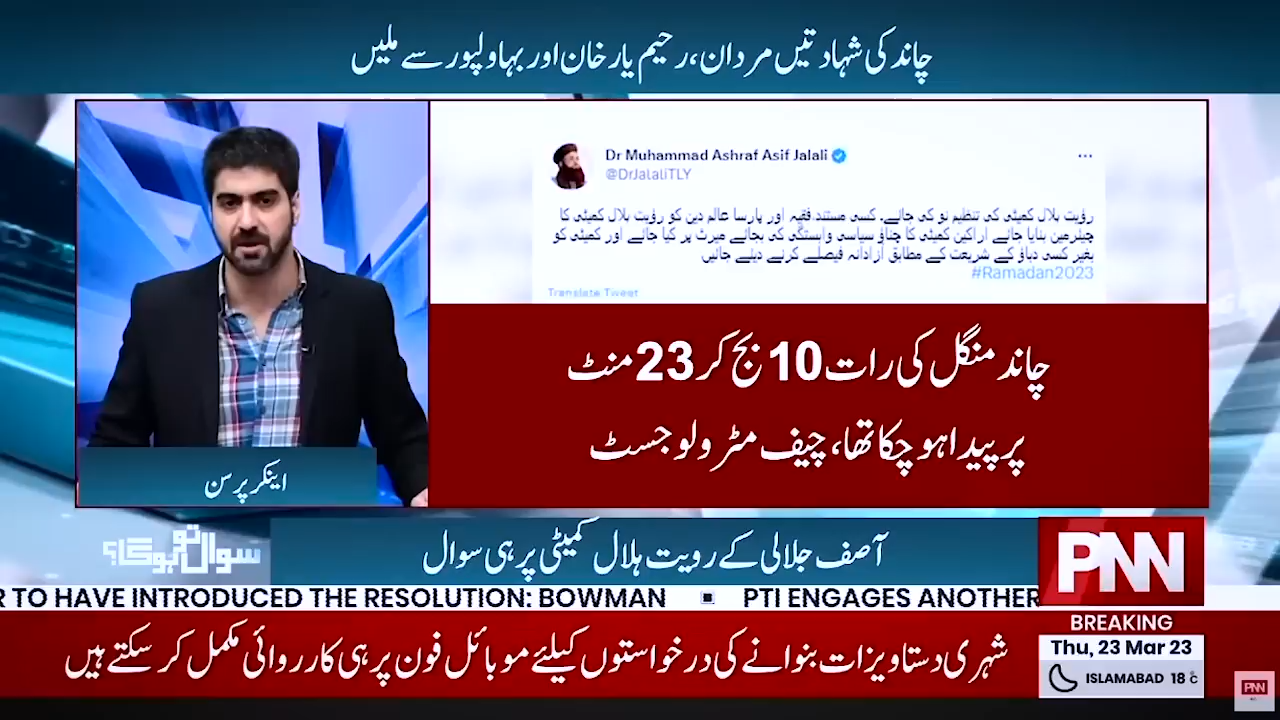 چاند کی شہادتیں مردان، رحیم یار خان اور بہاولپور سے ملیں
Dr Muhammad Ashraf Asif Jalali
@DrJalaliTLY
رؤیت ہلال کمیٹی کی تنظیم نو کی جائے۔ کسی مستند فقیہ اور پارسا عالم دین کو رؤیت ہلال کمیٹی کا
چیئرمین بنایا جائے اراکین کمیٹی کا چناؤ سیاسی وابستگی کی بجائے میرٹ پر کیا جائے اور کمیٹی کو
بغیر کسی دباؤ کے شریعت کے مطابق آزادانہ فیصلے کرنے دیئے جائیں
#Ramadan2023
Translate Tweet
چاند منگل کی رات 10 بج کر 23 منٹ
پر پیدا ہو چکا تھا، چیف مٹرولوجسٹ
اینکر پرسن
سوال تو ہوگا؟
آصف جلالی کے رویت ہلال کمیٹی پر ہی سوال
PNN
R TO HAVE INTRODUCED THE RESOLUTION: BOWMAN PTI ENGAGES ANOTHER
BREAKING
شہری دستاویزات بنوانے کی درخواستوں کیلئے موبائل فون پر ہی کارروائی مکمل کر سکتے ہیں
Thu, 23 Mar 23
ISLAMABAD 18 °C
PNN